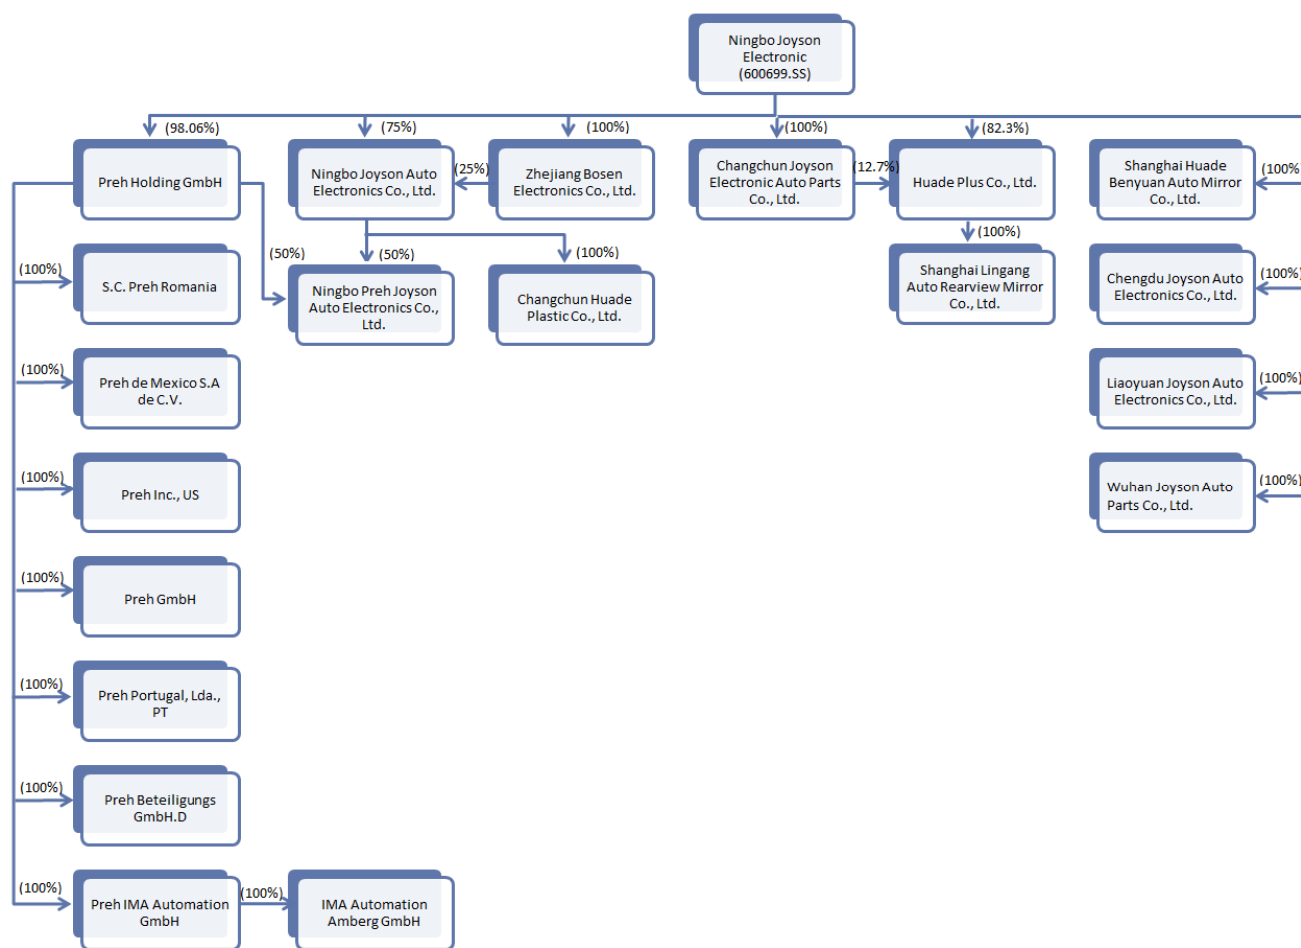 Ningbo Joyson
Electronic
(600699.SS)
(98.06%)
(75%)
(100%)
(100%)
(82.3%)
Preh Holding GmbH
Ningbo Joyson Auto
Electronics Co., Ltd.
(25%)
Zhejiang Bosen
Electronics Co., Ltd.
Changchun Joyson
Electronic Auto Parts
Co., Ltd.
(12.7%)
Huade Plus Co., Ltd.
Shanghai Huade
Benyuan Auto Mirror
Co., Ltd.
(100%
(100%)
S.C. Preh Romania
(50%)
(50%)
Ningbo Preh Joyson
Auto Electronics Co.,
Ltd.
(100%)
Changchun Huade
Plastic Co., Ltd.
(100%)
Shanghai Lingang
Auto Rearview Mirror
Co., Ltd.
Chengdu Joyson Auto
Electronics Co., Ltd.
(100%)
(100%)
Preh de Mexico S.A
de C.V.
Liaoyuan Joyson Auto
Electronics Co., Ltd.
(100%)
(100%)
Preh Inc., US
Wuhan Joyson Auto
Parts Co., Ltd.
(100%)
(100%)
Preh GmbH
(100%)
Preh Portugal, Lda.,
PT
(100%)
Preh Beteiligungs
GmbH.D
(100%)
Preh IMA Automation
GmbH
(100%)
IMA Automation
Amberg GmbH